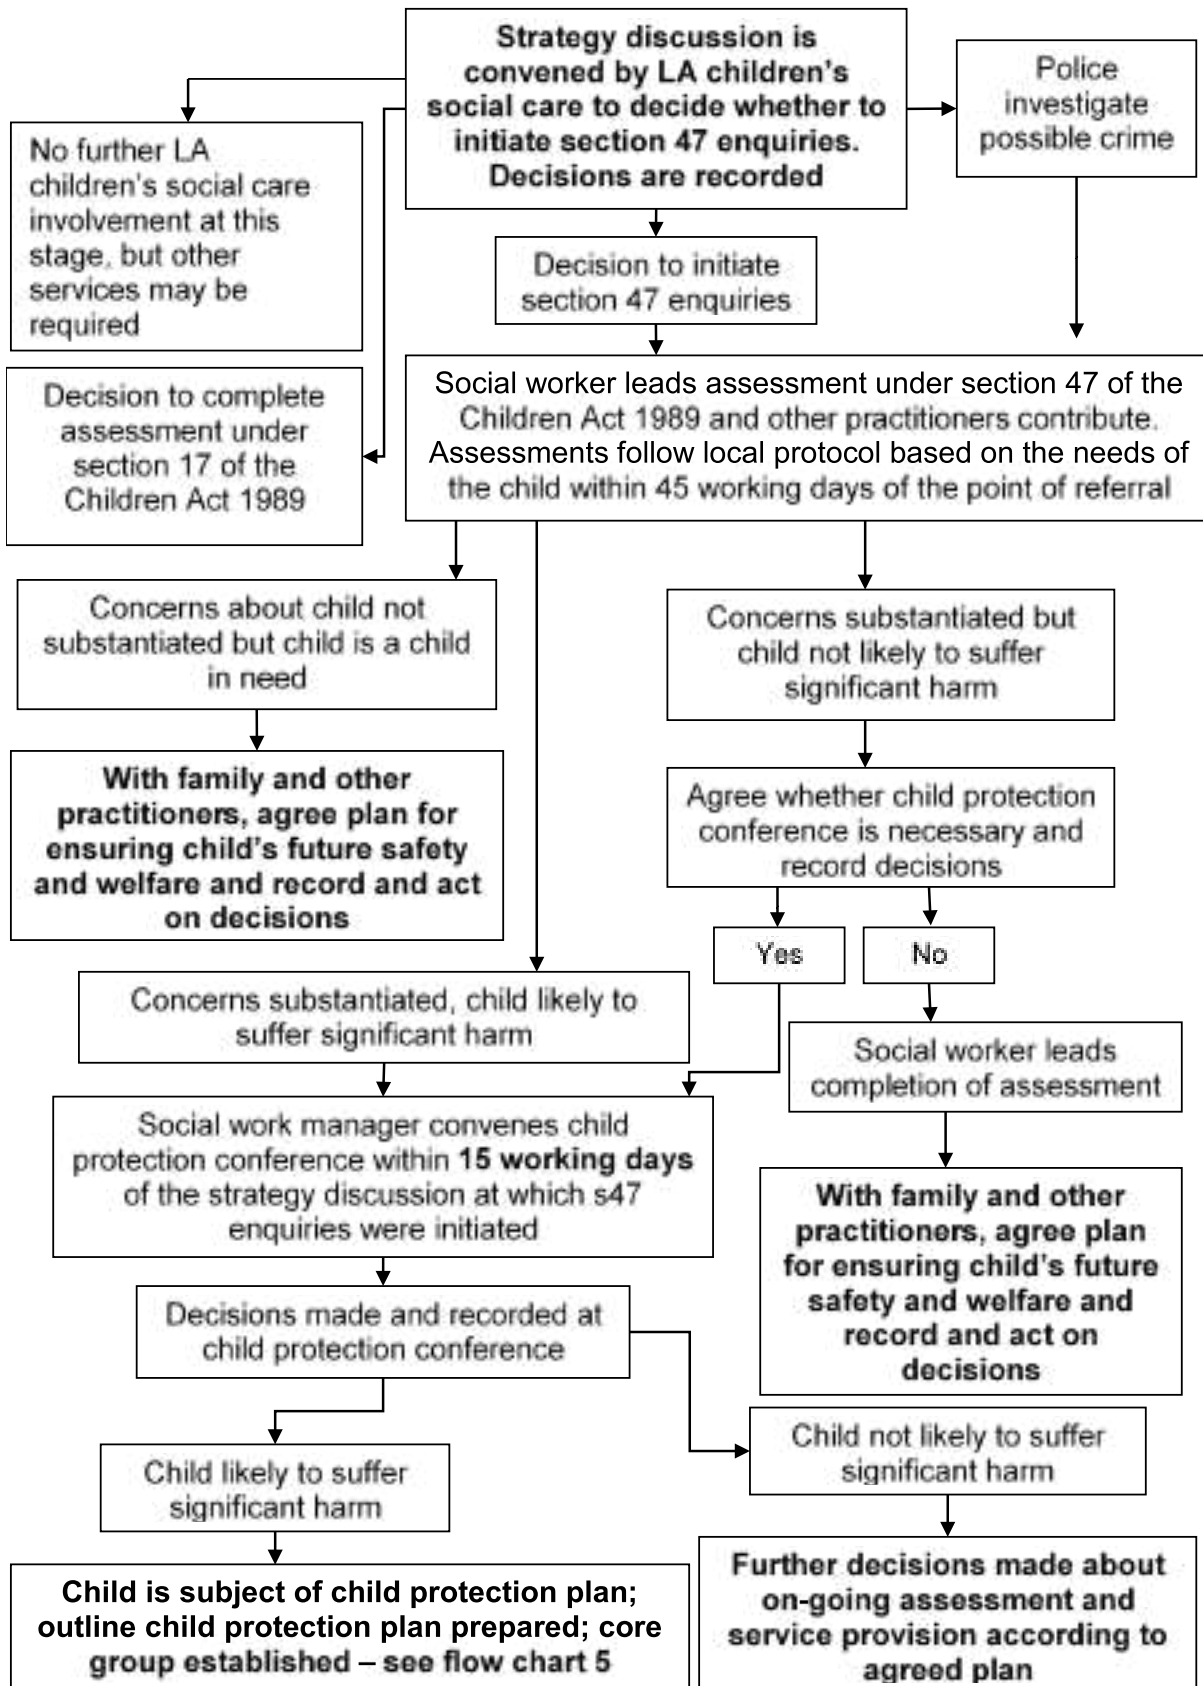 Strategy discussion is
convened by LA children's
social care to decide whether to
initiate section 47 enquiries.
Decisions are recorded
Police
investigate
possible crime
No further LA
children's social care
involvement at this
stage, but other
services may be
required
Decision to initiate
section 47 enquiries
Decision to complete
assessment under
section 17 of the
Children Act 1989
Social worker leads assessment under section 47 of the
Children Act 1989 and other practitioners contribute.
Assessments follow local protocol based on the needs of
the child within 45 working days of the point of referral
Concerns about child not
substantiated but child is a child
in need
Concerns substantiated but
child not likely to suffer
significant harm
With family and other
practitioners, agree plan for
ensuring child's future safety
and welfare and record and act
on decisions
Agree whether child protection
conference is necessary and
record decisions
Yes
No
Concerns substantiated, child likely to
suffer significant harm
Social worker leads
completion of assessment
Social work manager convenes child
protection conference within 15 working days
of the strategy discussion at which s47
enquiries were initiated
With family and other
practitioners, agree plan
for ensuring child's future
safety and welfare and
record and act on
decisions
Decisions made and recorded at
child protection conference
Child likely to suffer
significant harm
Child not likely to suffer
significant harm
Child is subject of child protection plan;
outline child protection plan prepared; core
group established – see flow chart 5
Further decisions made about
on-going assessment and
service provision according to
agreed plan